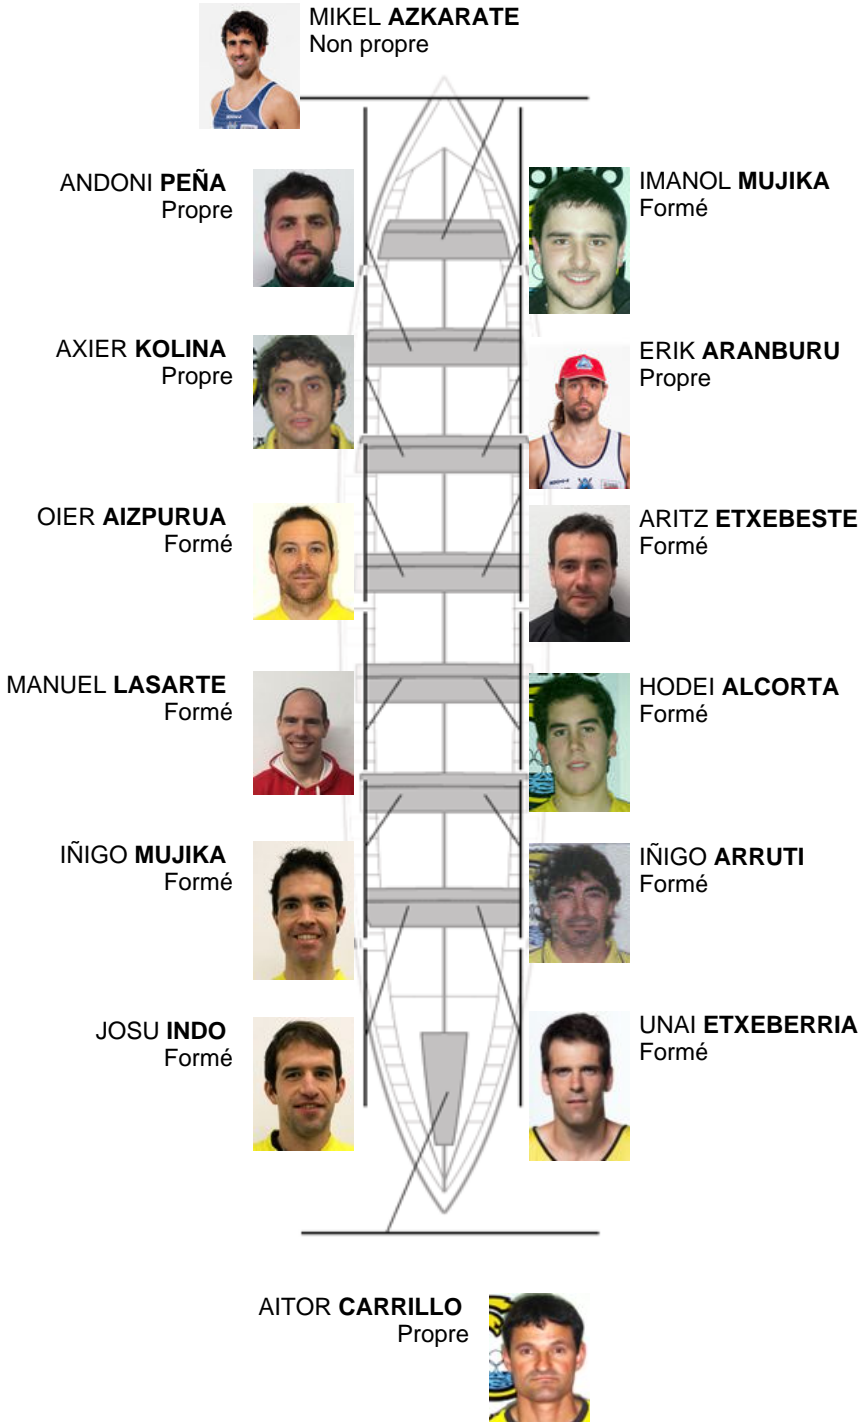 MIKEL AZKARATE
Non propre
ANDONI PEÑA
Propre
IMANOL MUJIKA
Formé
AXIER KOLINA
Propre
ERIK ARANBURU
Propre
OIER AIZPURUA
Formé
ARITZ ETXEBESTE
Formé
MANUEL LASARTE
Formé
HODEI ALCORTA
Formé
IÑIGO MUJIKA
Formé
IÑIGO ARRUTI
Formé
JOSU INDO
Formé
UNAI ETXEBERRIA
Formé
AITOR CARRILLO
Propre